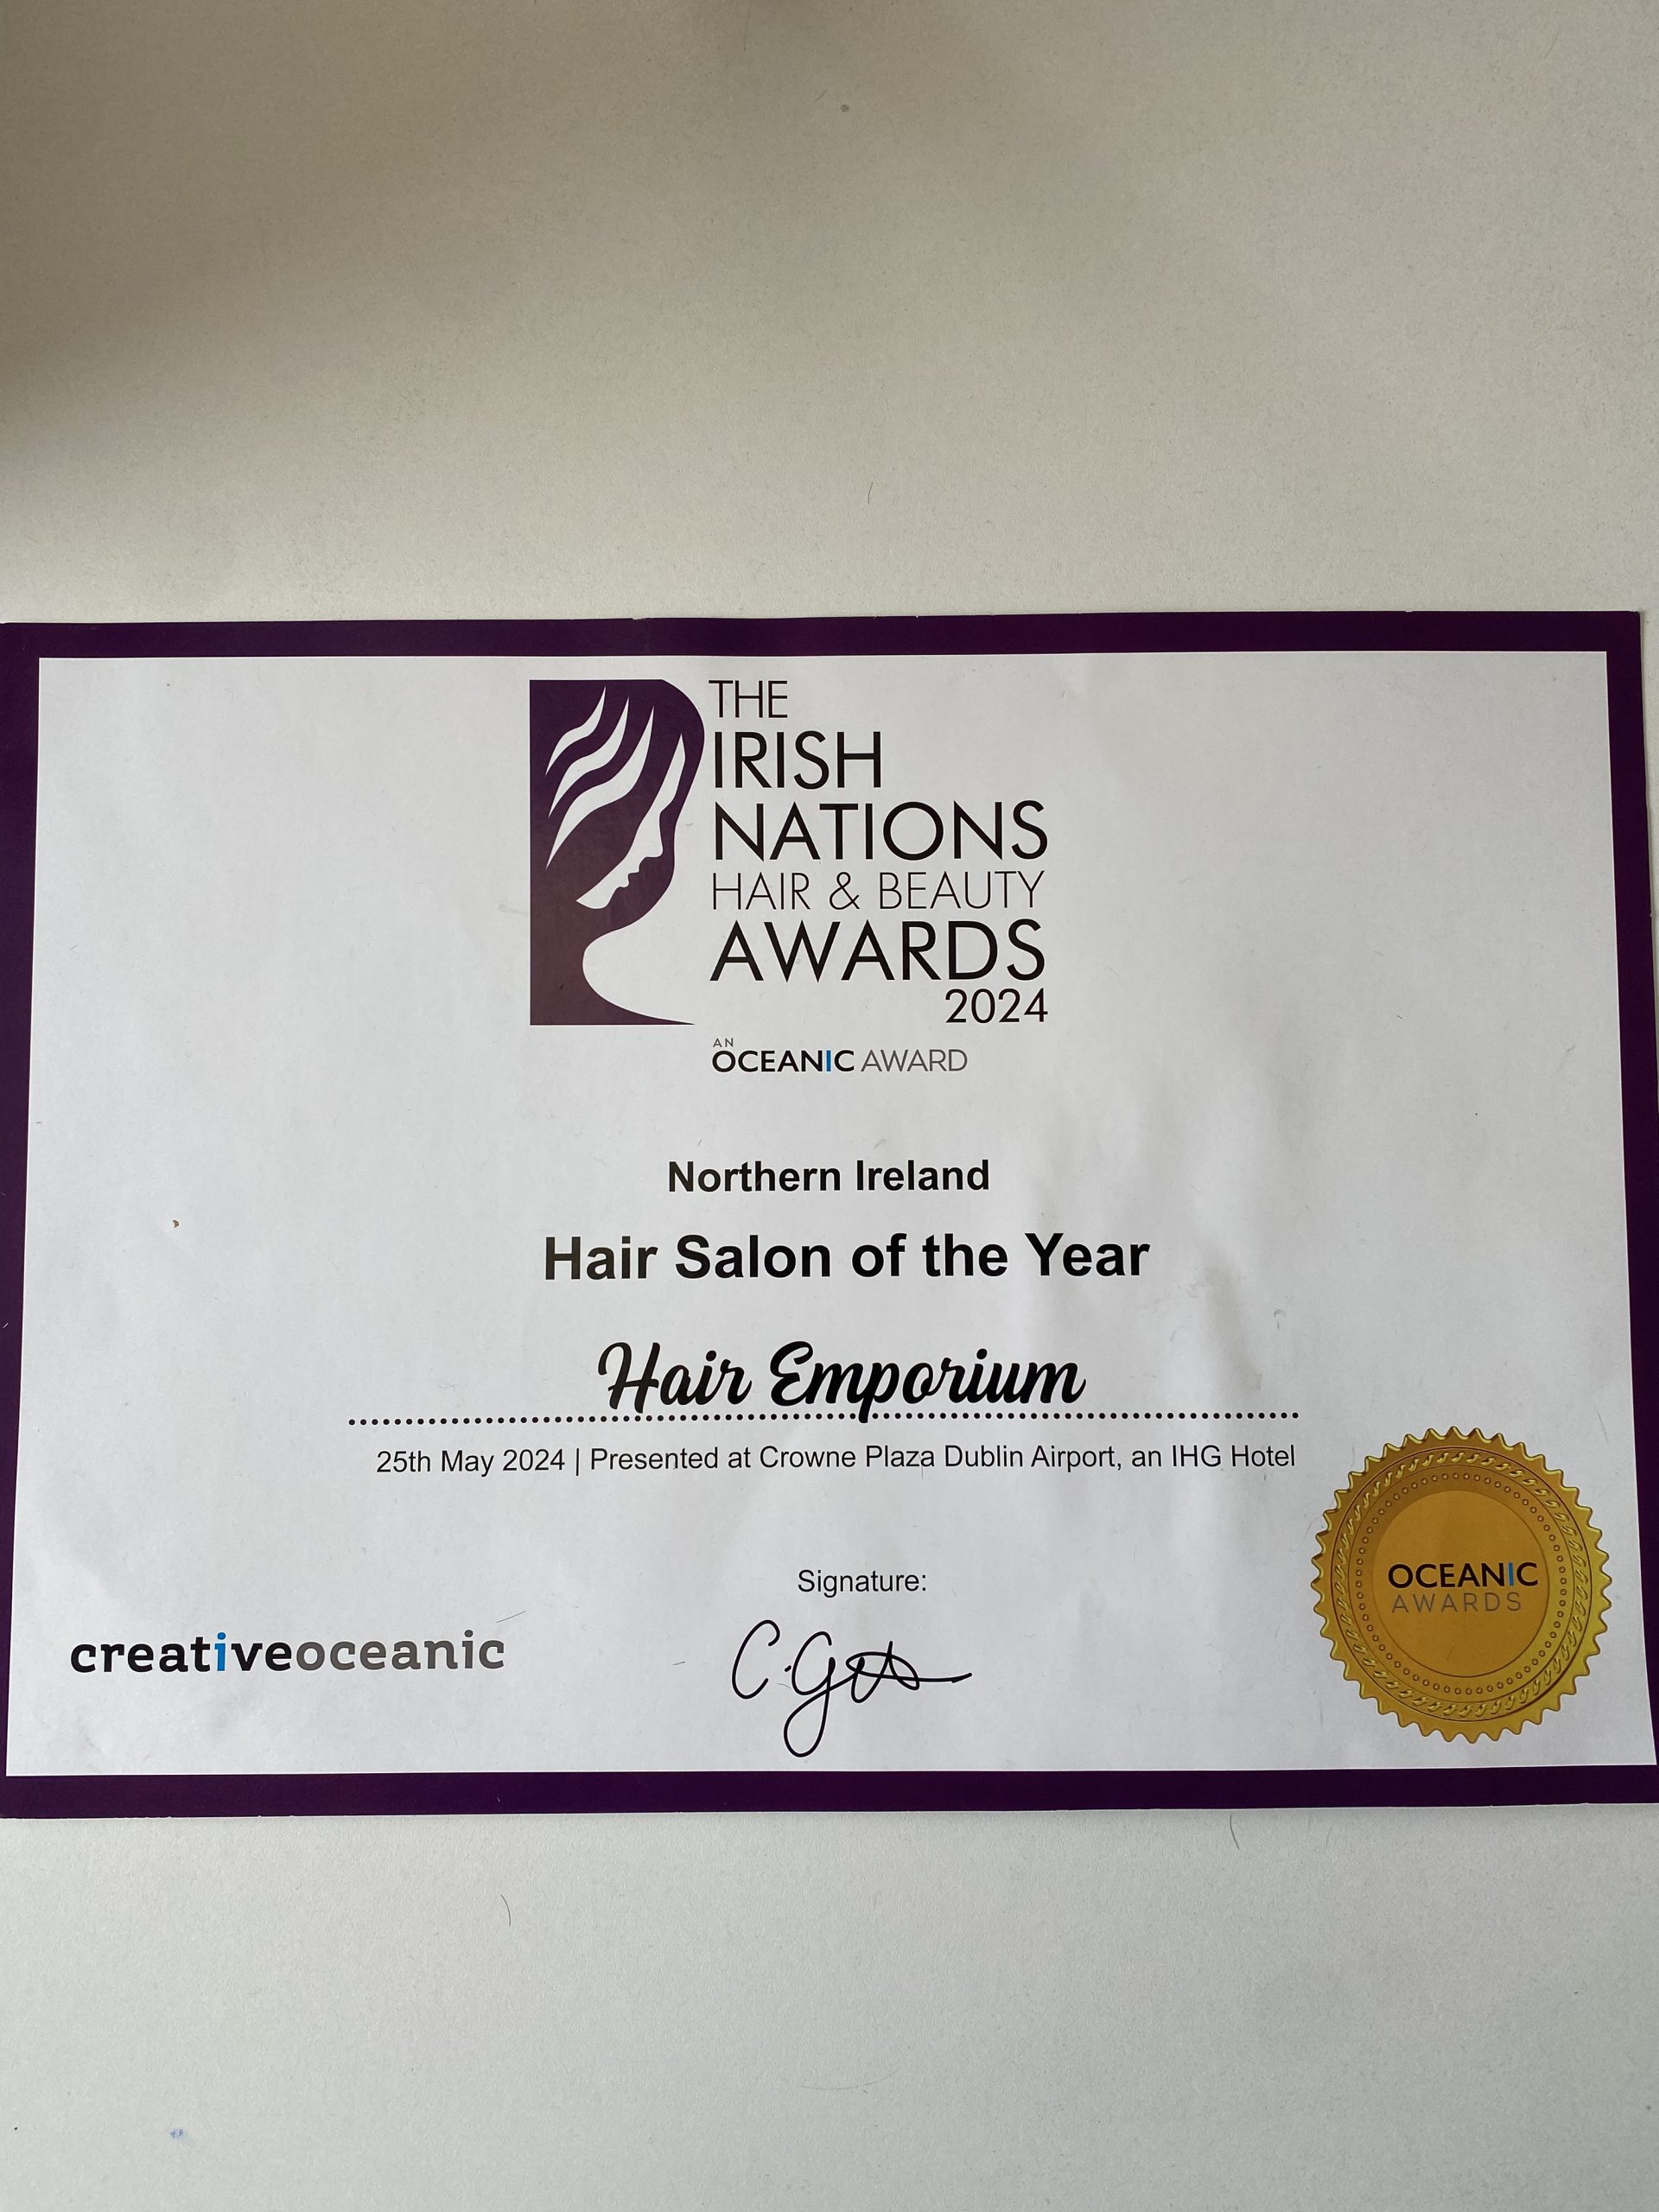 THE
IRISH
NATIONS
HAIR & BEAUTY
AWARDS
2024
AN
OCEANIC AWARD
Northern Ireland
Hair Salon of the Year
Hair Emporium
25th May 2024 | Presented at Crowne Plaza Dublin Airport, an IHG Hotel
Signature:
creativeoceanic
OCEANIC
AWARDS